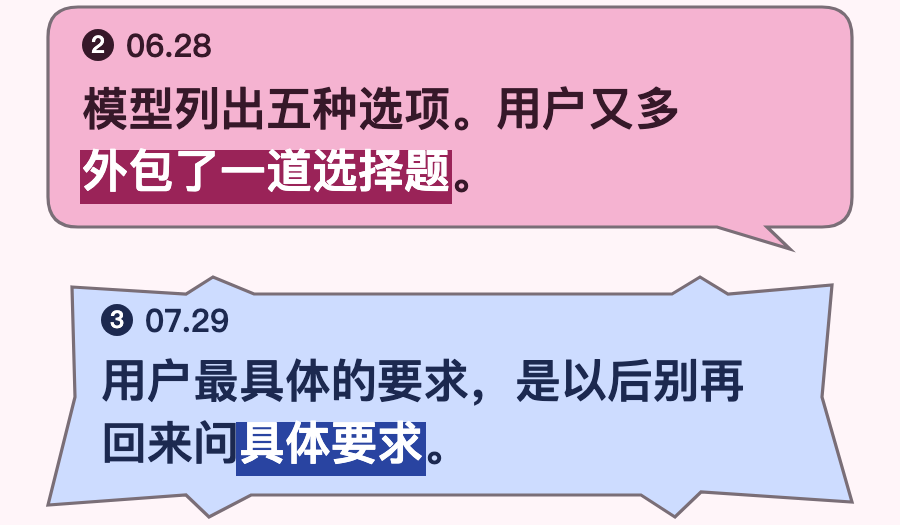 ❷ 06.28
模型列出五种选项。用户又多
外包了一道选择题。
❸ 07.29
用户最具体的要求，是以后别再
回来问具体要求。